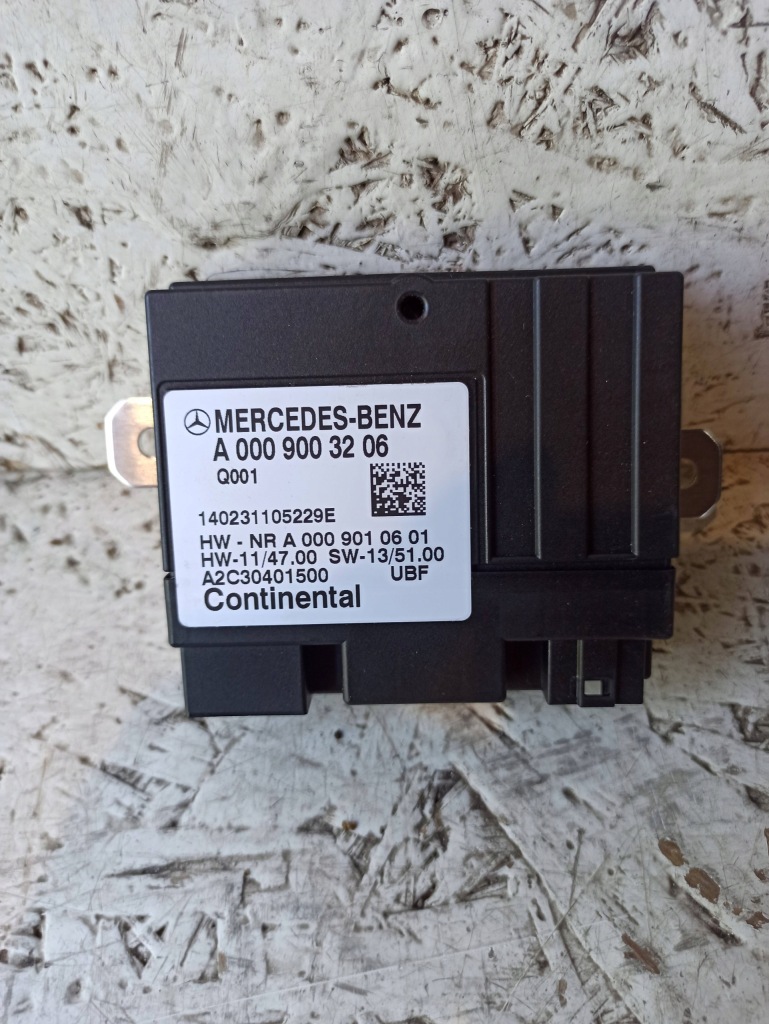 MERCEDES-BENZ
A 000 900 32 06
Q001
140231105229E
HW - NR A 000 901 06 01
HW-11/47.00 SW-13/51.00
A2C30401500 UBF
Continental